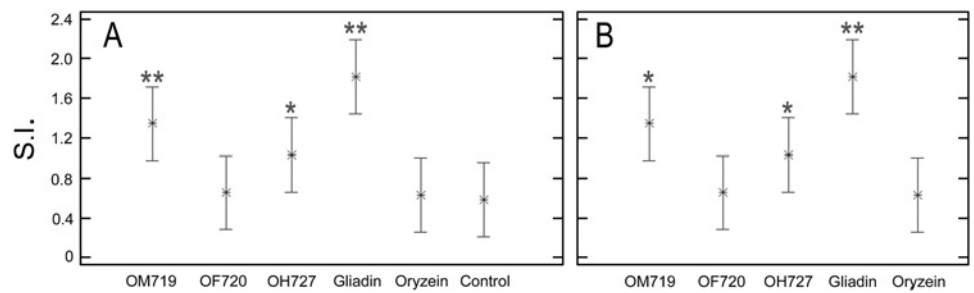 A
B
S.I.
2.4
2.0
1.6
1.2
0.8
0.4
0
**
*
**
*
*
**
OM719 OF720 OH727 Gliadin Oryzein Control
OM719 OF720 OH727 Gliadin Oryzein